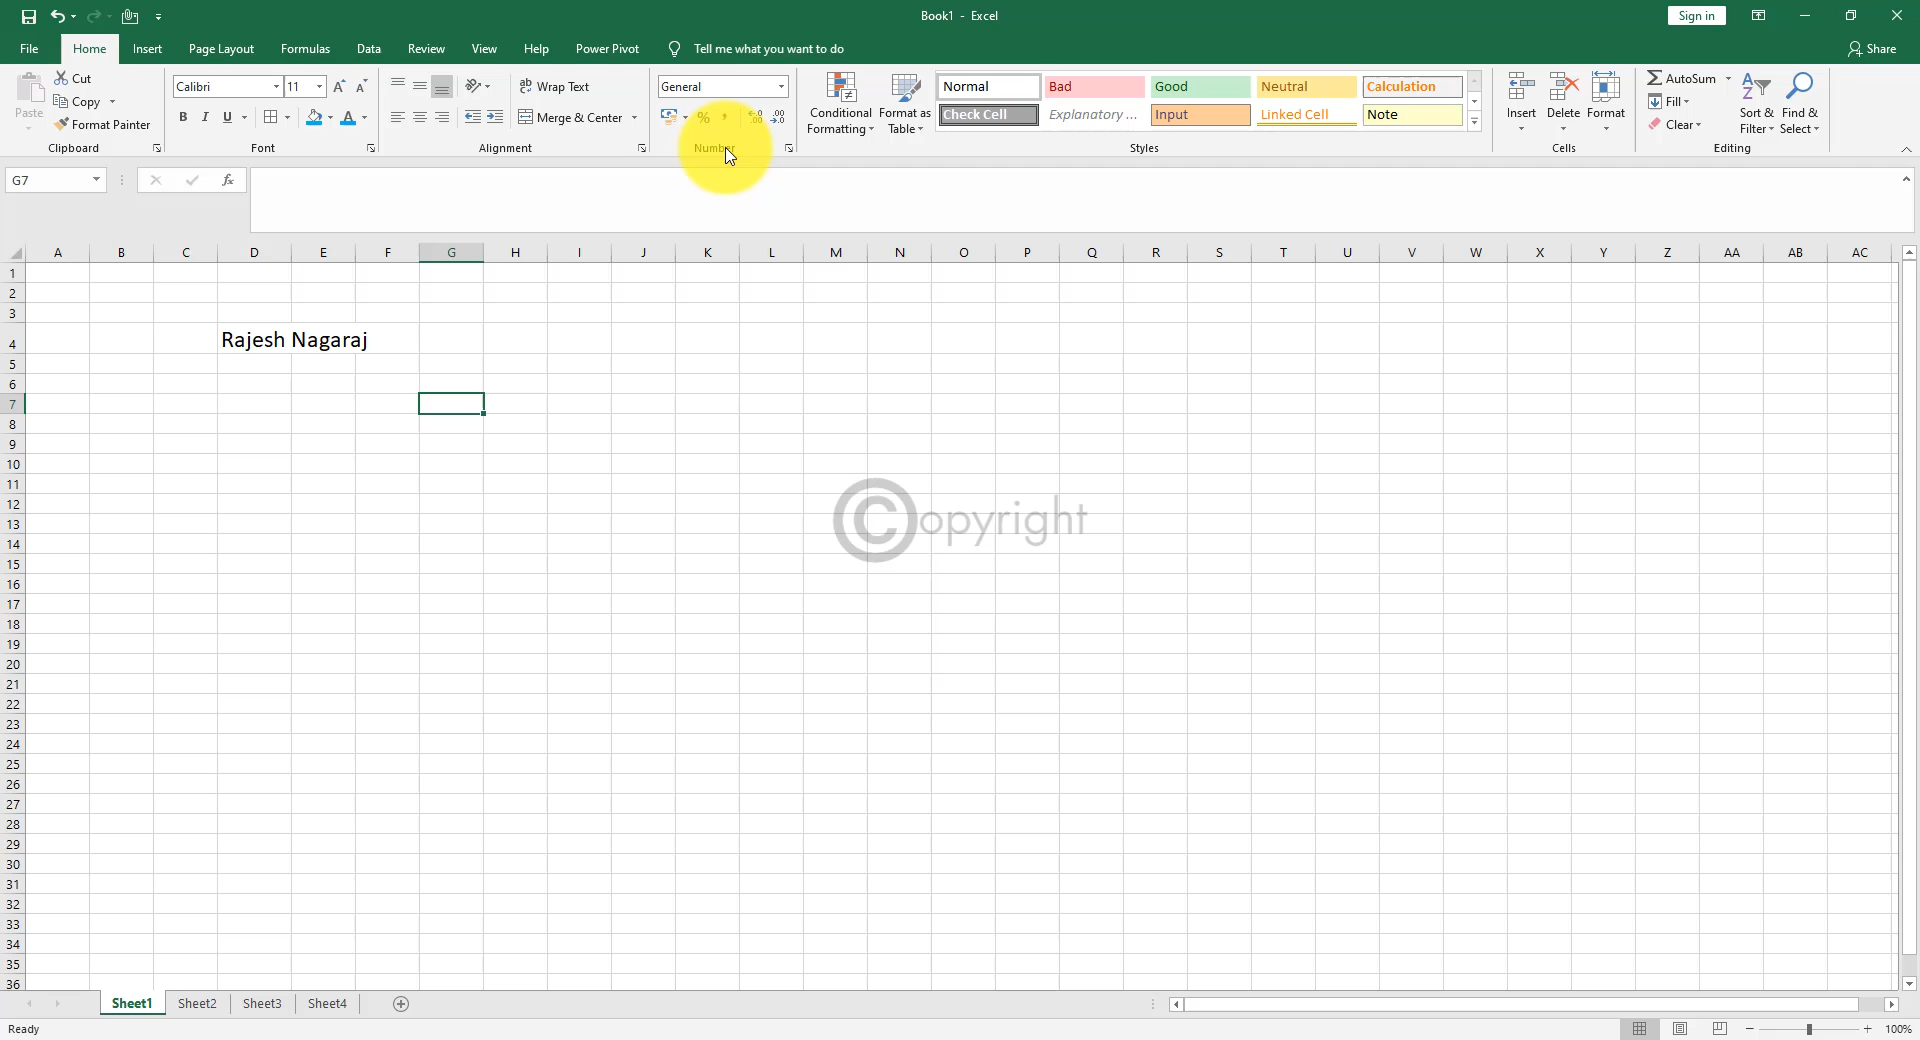 Book1 - Excel
Sign in
File Home Insert Page Layout Formulas Data Review View Help Power Pivot Tell me what you want to do Share
Paste
Cut
Copy
Format Painter
Clipboard
Calibri 11
B I U
Font
Wrap Text
Merge & Center
Alignment
General
%
Number
Conditional Formatting
Format as Table
Normal Bad Good Neutral Calculation
Check Cell Explanatory ... Input Linked Cell Note
Styles
Insert Delete Format
Cells
AutoSum
Fill
Clear
Sort & Filter
Find & Select
Editing
G7
fx
A B C D E F G H I J K L M N O P Q R S T U V W X Y Z AA AB AC
1
2
3
4 Rajesh Nagaraj
5
6
7
8
9
10
11
12
13
14
15
16
17
18
19
20
21
22
23
24
25
26
27
28
29
30
31
32
33
34
35
36
©opyright
Sheet1 Sheet2 Sheet3 Sheet4
Ready
100%